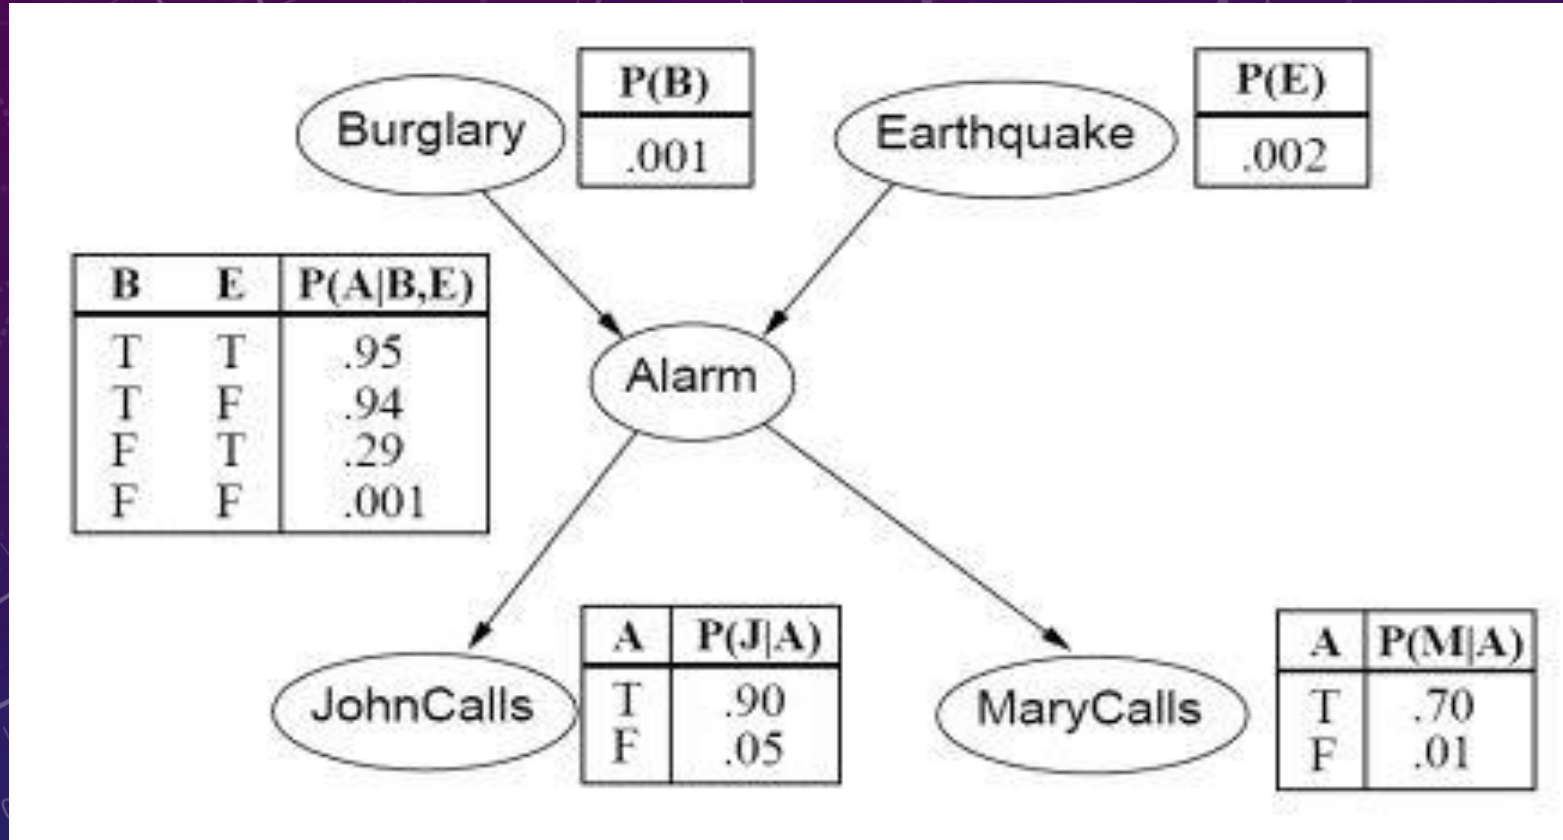 Burglary
P(B)
.001
Earthquake
P(E)
.002
B E P(A|B,E)
T T .95
T F .94
F T .29
F F .001
Alarm
JohnCalls
A P(J|A)
T .90
F .05
MaryCalls
A P(M|A)
T .70
F .01